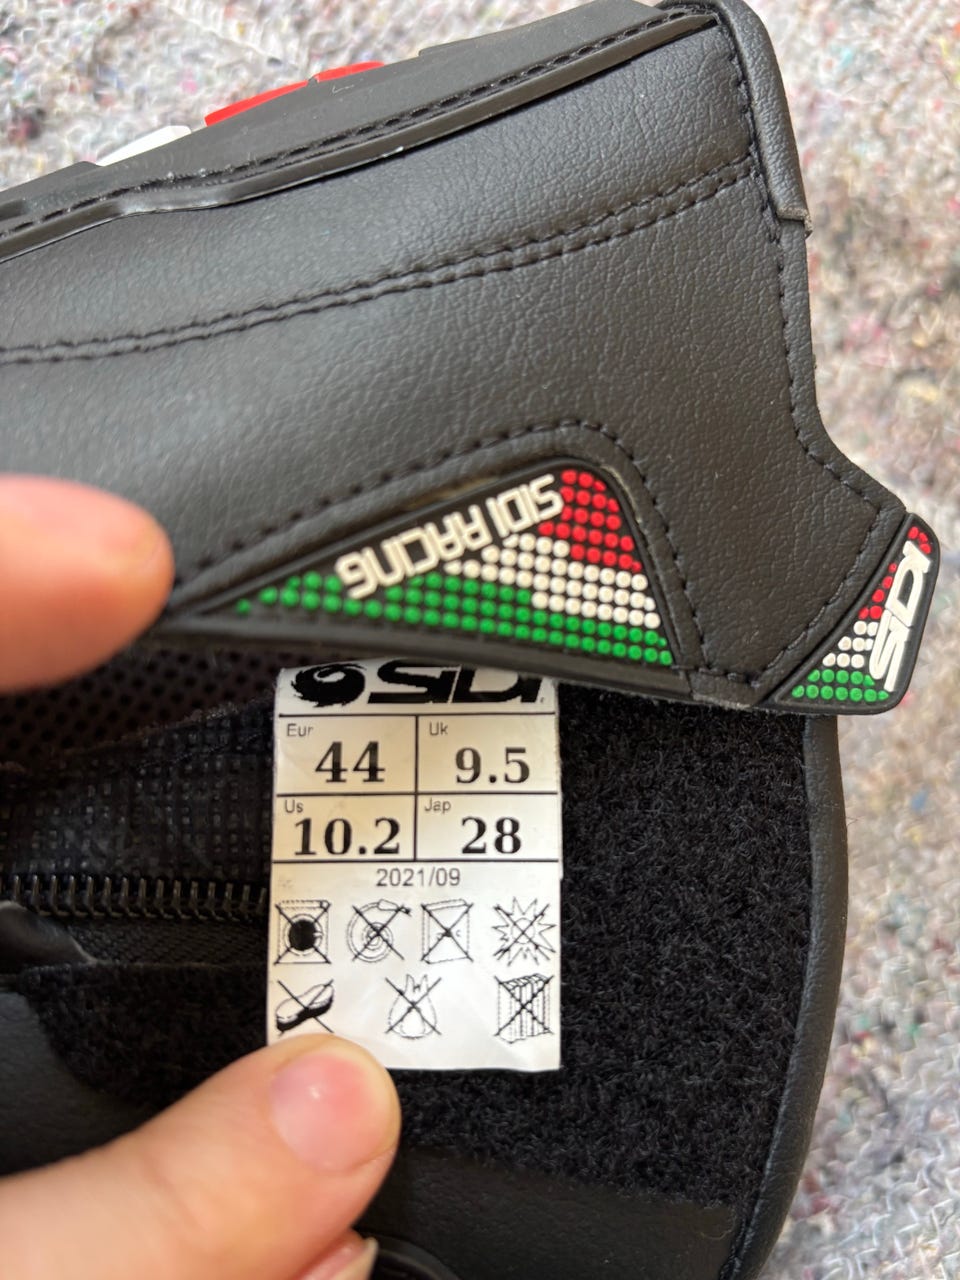 SIDI RACING
SIDI
SIDI
Eur
44
Uk
9.5
Us
10.2
Jap
28
2021/09